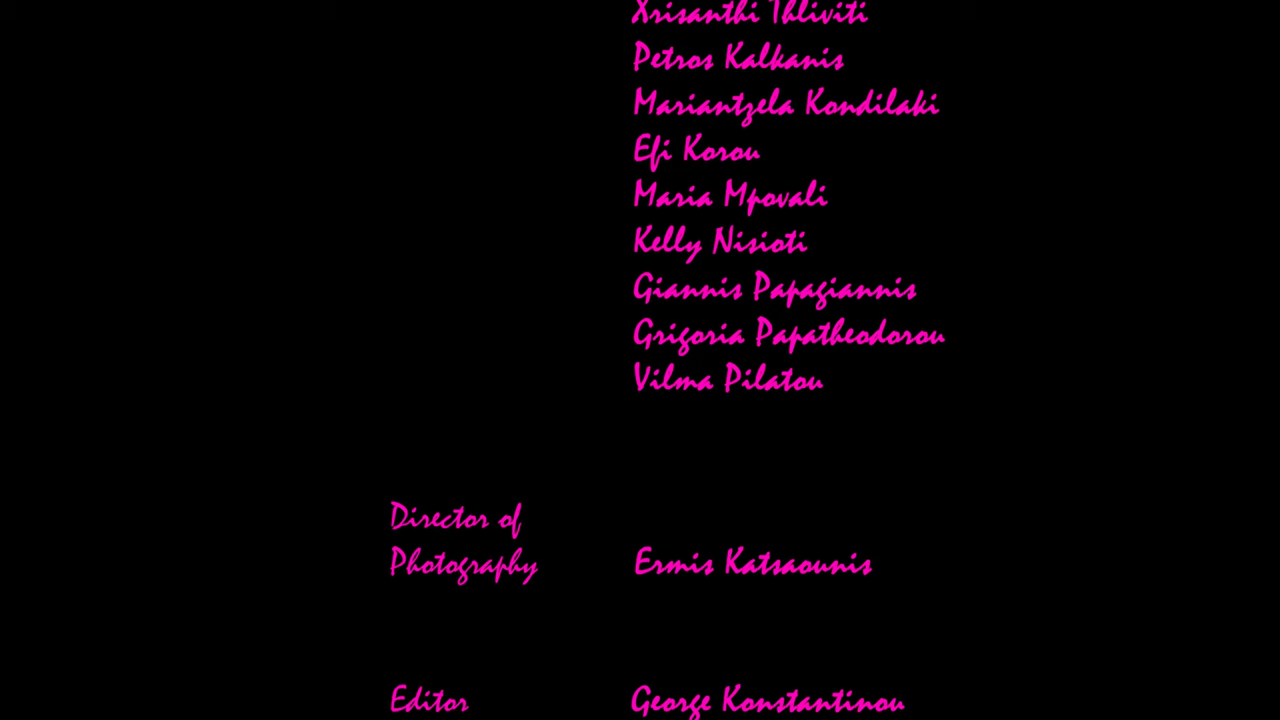 Xrisanthi Thliviti
Petros Kalkanis
Mariantzela Kondilaki
Efi Korou
Maria Mpovali
Kelly Nisioti
Giannis Papagiannis
Grigoria Papatheodorou
Vilma Pilatou
Director of
Photography Ermis Katsaounis
Editor George Konstantinou